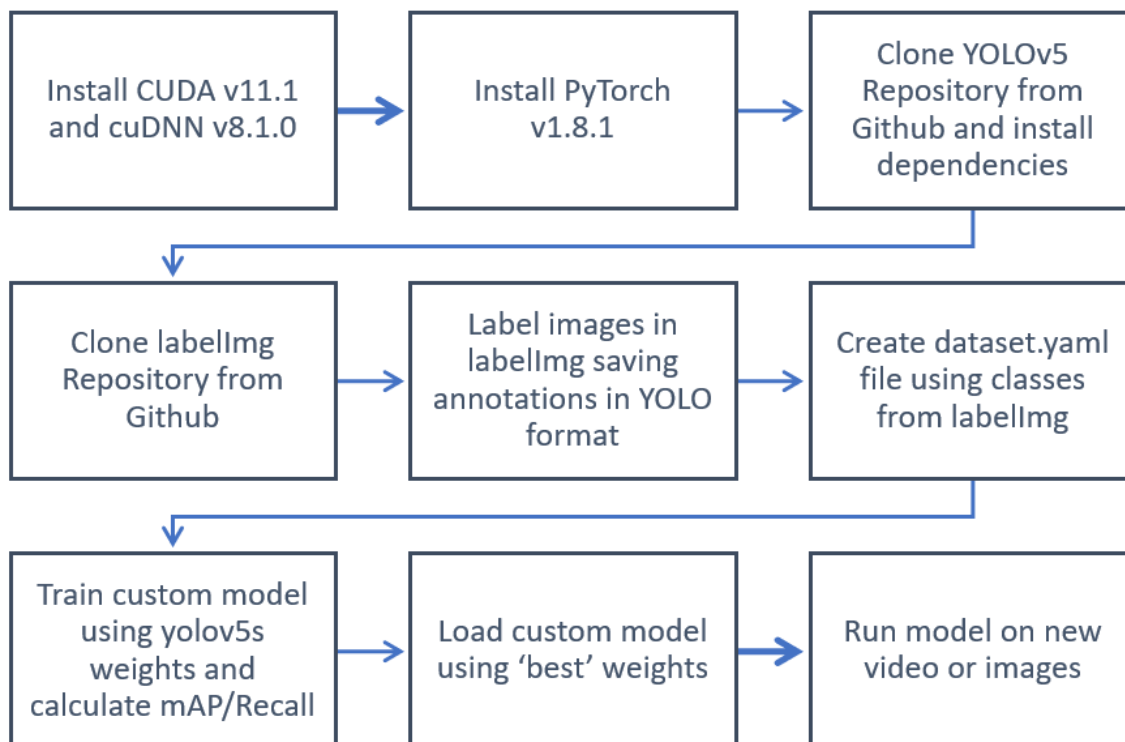 Install CUDA v11.1
and cuDNN v8.1.0
Install PyTorch
v1.8.1
Clone YOLOv5
Repository from
Github and install
dependencies
Clone labelImg
Repository from
Github
Label images in
labelImg saving
annotations in YOLO
format
Create dataset.yaml
file using classes
from labelImg
Train custom model
using yolov5s
weights and
calculate mAP/Recall
Load custom model
using ‘best’ weights
Run model on new
video or images